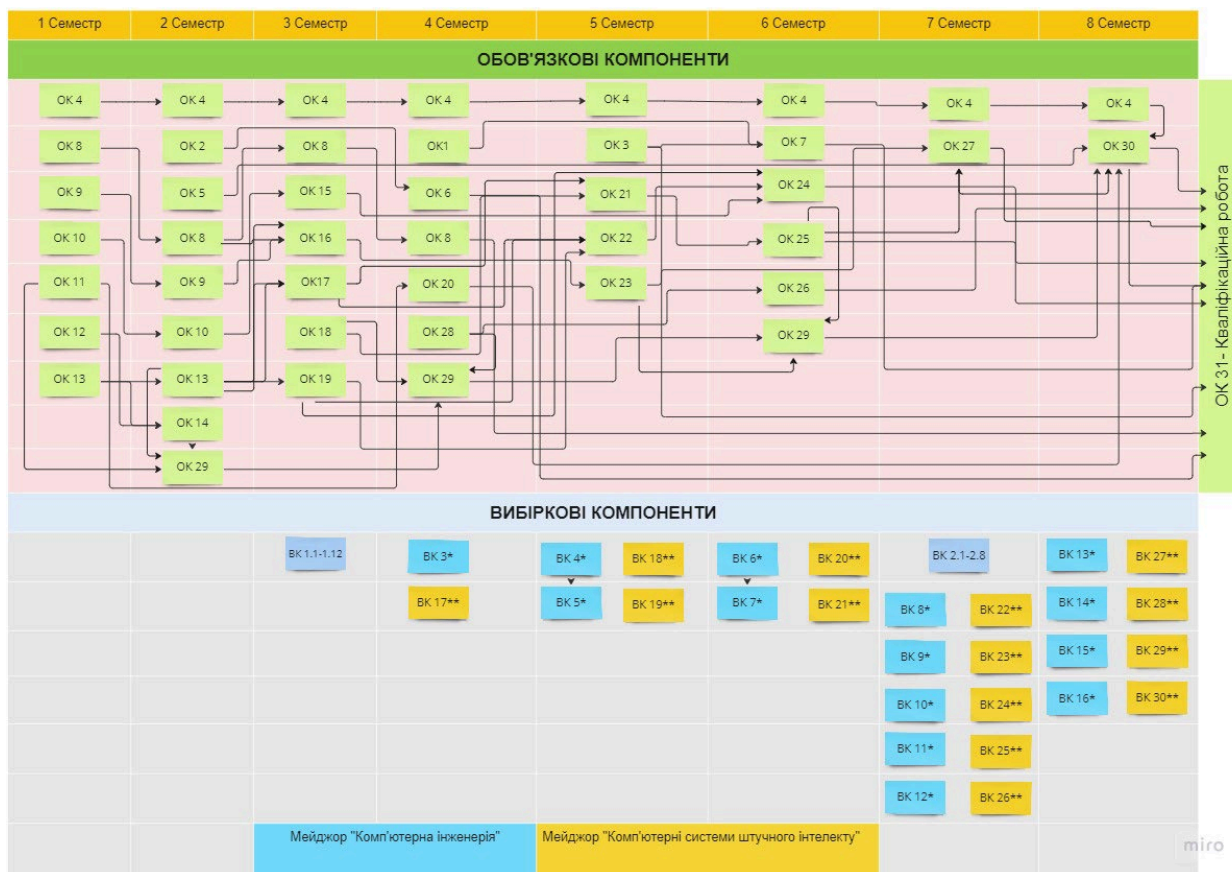 1 Семестр 2 Семестр 3 Семестр 4 Семестр 5 Семестр 6 Семестр 7 Семестр 8 Семестр
ОБОВ'ЯЗКОВІ КОМПОНЕНТИ
ОК 4 ОК 4 ОК 4 ОК 4 ОК 4 ОК 4 ОК 4 ОК 4
ОК 8 ОК 2 ОК 8 ОК1 ОК 3 ОК 7 ОК 27 ОК 30
ОК 9 ОК 5 ОК 15 ОК 6 ОК 21 ОК 24
ОК 10 ОК 8 ОК 16 ОК 8 ОК 22 ОК 25
ОК 11 ОК 9 ОК17 ОК 20 ОК 23 ОК 26
ОК 12 ОК 10 ОК 18 ОК 28 ОК 29
ОК 13 ОК 13 ОК 19 ОК 29
ОК 14
ОК 29
ОК 31- Кваліфікаційна робота
ВИБІРКОВІ КОМПОНЕНТИ
ВК 1.1-1.12 ВК 3* ВК 4* ВК 18** ВК 6* ВК 20** ВК 2.1-2.8 ВК 13* ВК 27**
ВК 17** ВК 5* ВК 19** ВК 7* ВК 21** ВК 8* ВК 22** ВК 14* ВК 28**
ВК 9* ВК 23** ВК 15* ВК 29**
ВК 10* ВК 24** ВК 16* ВК 30**
ВК 11* ВК 25**
ВК 12* ВК 26**
Мейджор "Комп'ютерна інженерія" Мейджор "Комп'ютерні системи штучного інтелекту"
miro